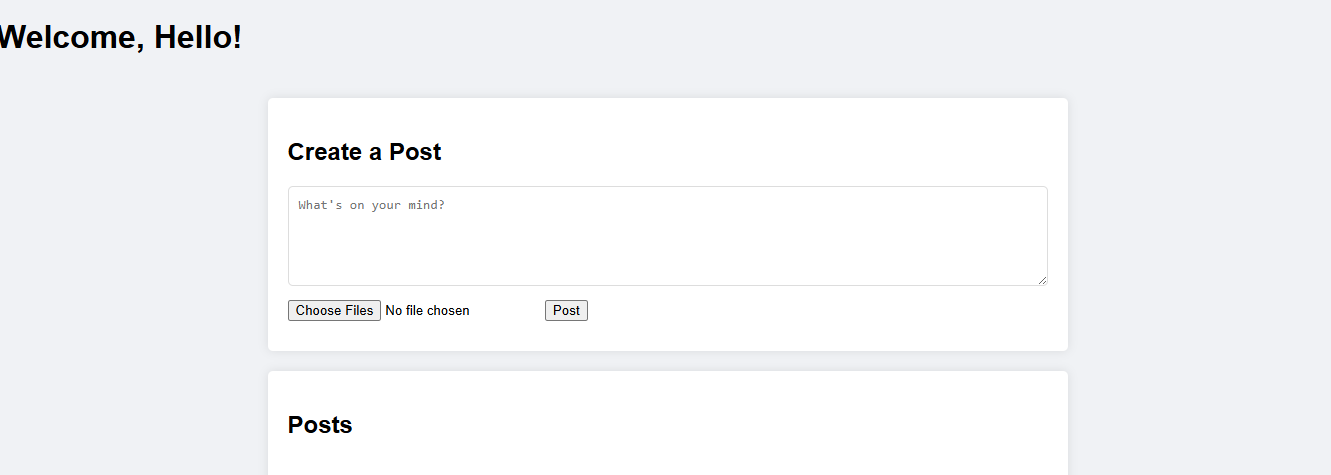 Welcome, Hello!
Create a Post
What's on your mind?
Choose Files No file chosen Post
Posts